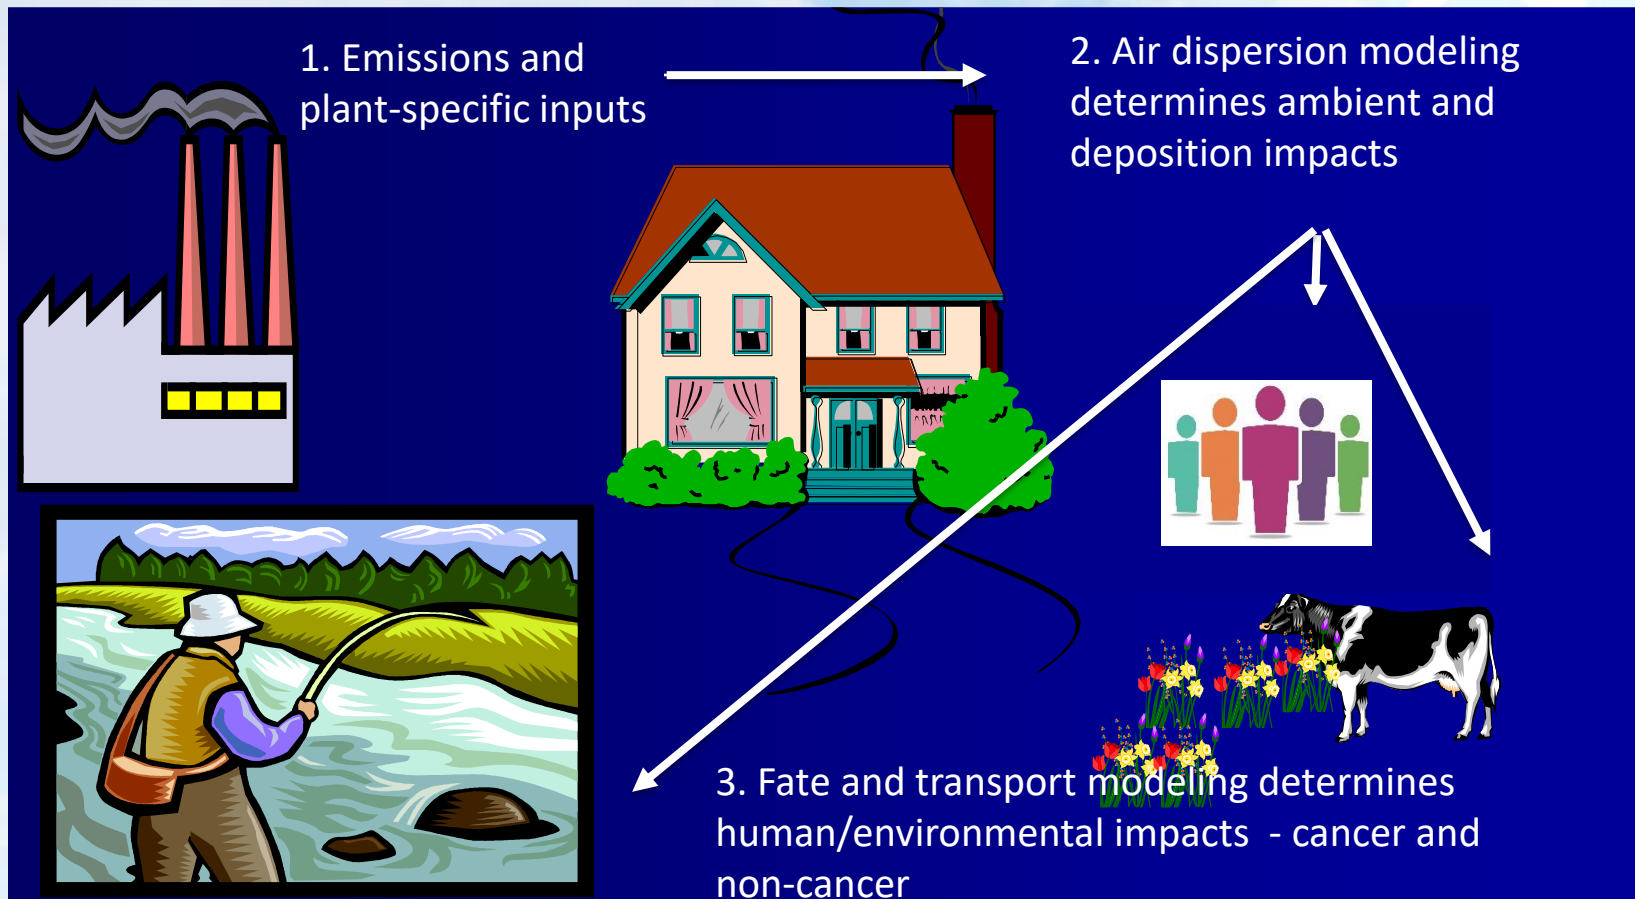 1. Emissions and
plant-specific inputs
2. Air dispersion modeling
determines ambient and
deposition impacts
3. Fate and transport modeling determines
human/environmental impacts  - cancer and
non-cancer